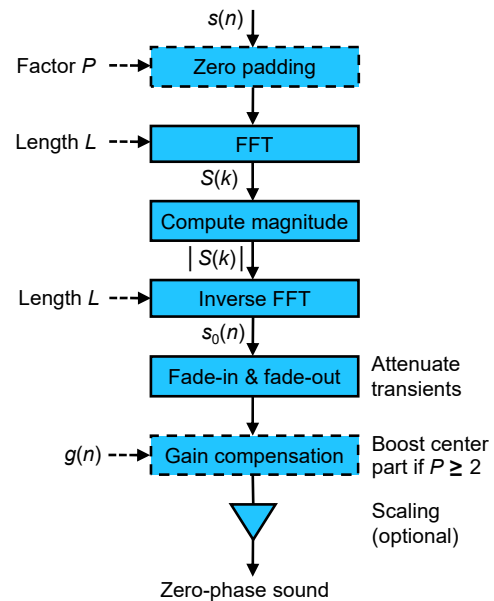 s(n)
Factor P
Zero padding
Length L
FFT
S(k)
Compute magnitude
|S(k)|
Length L
Inverse FFT
s₀(n)
Fade-in & fade-out
Attenuate
transients
g(n)
Gain compensation
Boost center
part if P ≥ 2
Scaling
(optional)
Zero-phase sound